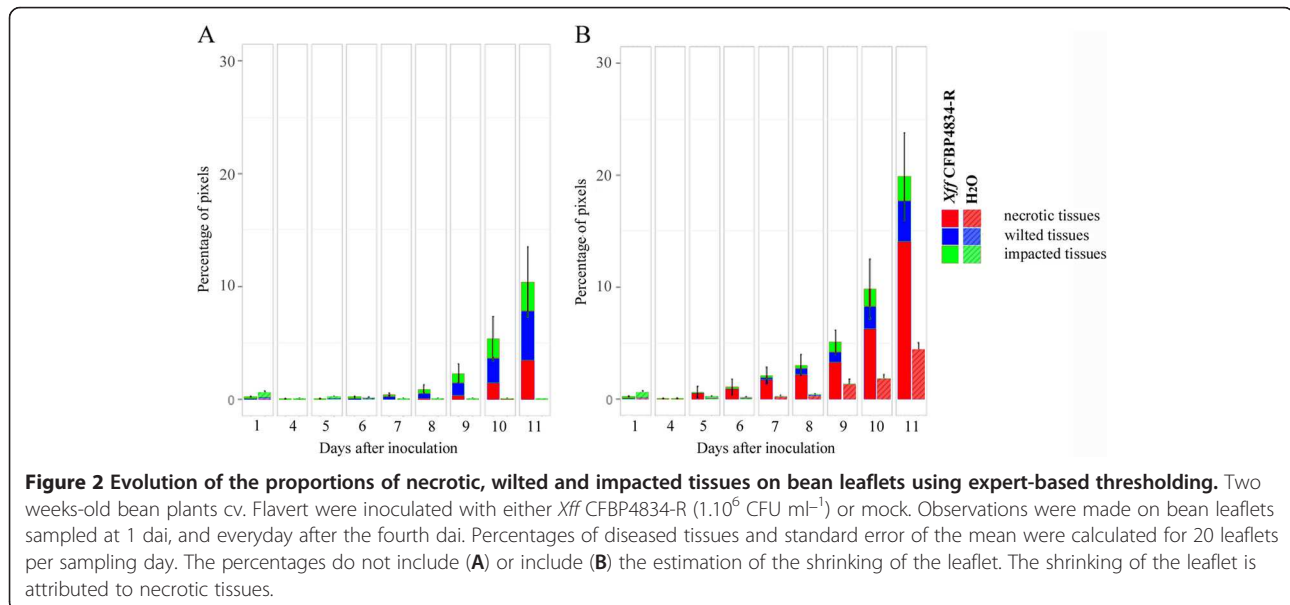 A
B
30
20
10
0
Percentage of pixels
1 4 5 6 7 8 9 10 11
Days after inoculation
30
20
10
0
Percentage of pixels
1 4 5 6 7 8 9 10 11
Days after inoculation
Xff CFBP4834-R
H2O
necrotic tissues
wilted tissues
impacted tissues
Figure 2 Evolution of the proportions of necrotic, wilted and impacted tissues on bean leaflets using expert-based thresholding. Two
weeks-old bean plants cv. Flavert were inoculated with either Xff CFBP4834-R (1.10⁶ CFU ml–¹) or mock. Observations were made on bean leaflets
sampled at 1 dai, and everyday after the fourth dai. Percentages of diseased tissues and standard error of the mean were calculated for 20 leaflets
per sampling day. The percentages do not include (A) or include (B) the estimation of the shrinking of the leaflet. The shrinking of the leaflet is
attributed to necrotic tissues.